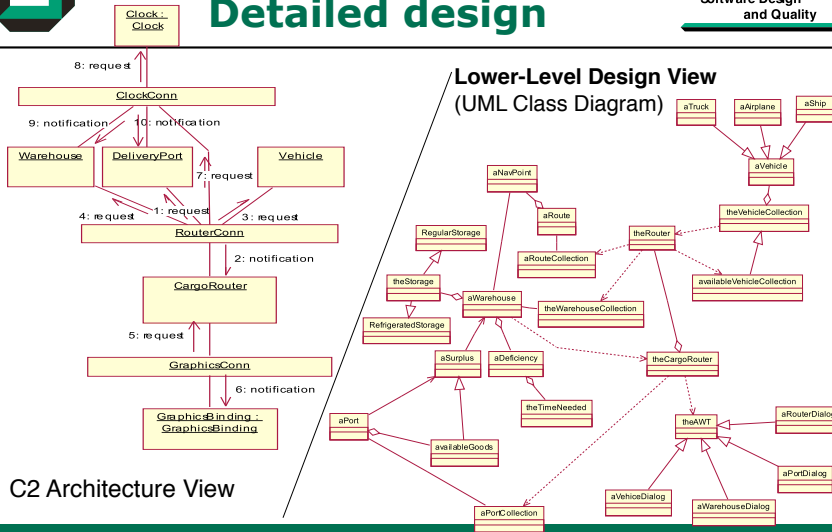 Detailed design
Software Design
and Quality
Clock :
Clock
8: request
ClockConn
9: notification
10: notification
Warehouse
DeliveryPort
Vehicle
7: request
4: request
1: request
3: request
RouterConn
2: notification
CargoRouter
5: request
GraphicsConn
6: notification
GraphicsBinding :
GraphicsBinding
C2 Architecture View
Lower-Level Design View
(UML Class Diagram)
aTruck
aAirplane
aShip
aVehicle
aNavPoint
aRoute
theVehicleCollection
RegularStorage
theRouter
aRouteCollection
availableVehicleCollection
theStorage
aWarehouse
theWarehouseCollection
RefrigeratedStorage
aSurplus
aDeficiency
theCargoRouter
theTimeNeeded
aPort
theAWT
aRouterDialog
availableGoods
aPortDialog
aVehiceDialog
aWarehouseDialog
aPortCollection